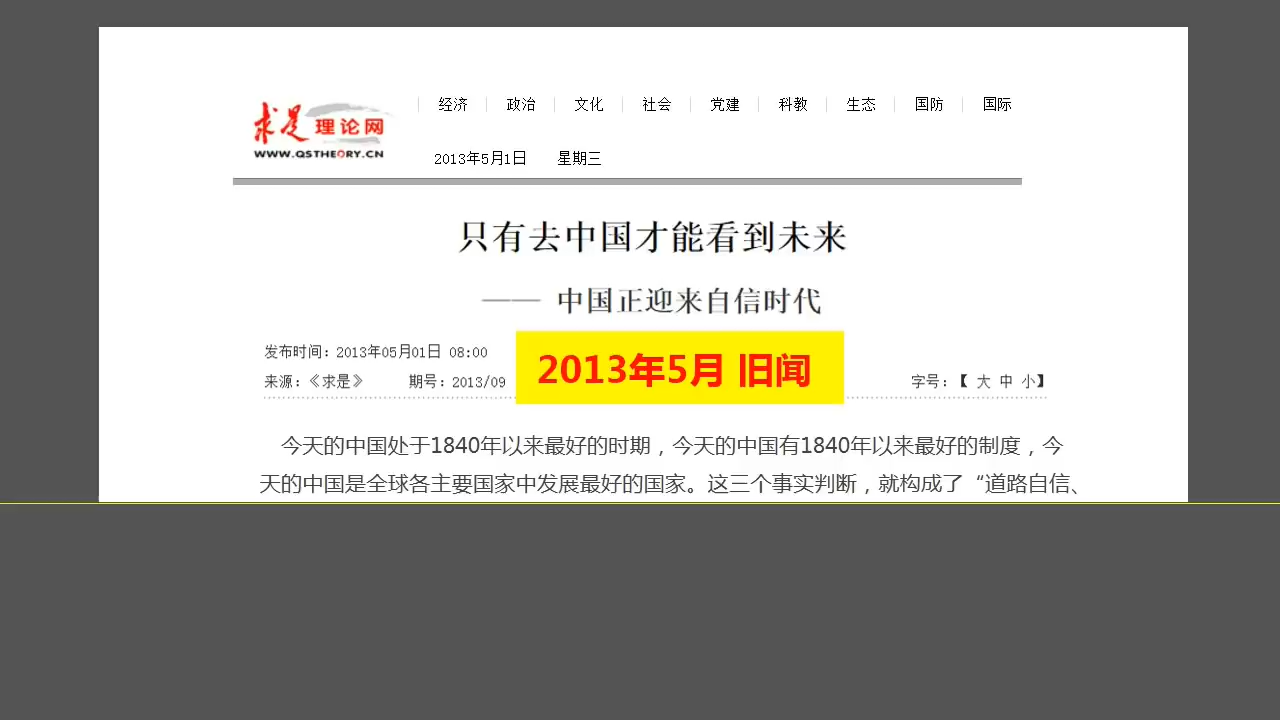 求是理论网
WWW.QSTHEORY.CN
经济 政治 文化 社会 党建 科教 生态 国防 国际
2013年5月1日 星期三
只有去中国才能看到未来
—— 中国正迎来自信时代
发布时间：2013年05月01日 08:00
2013年5月 旧闻
来源：《求是》 期号：2013/09 字号：【 大 中 小】
今天的中国处于1840年以来最好的时期，今天的中国有1840年以来最好的制度，今
天的中国是全球各主要国家中发展最好的国家。这三个事实判断，就构成了“道路自信、